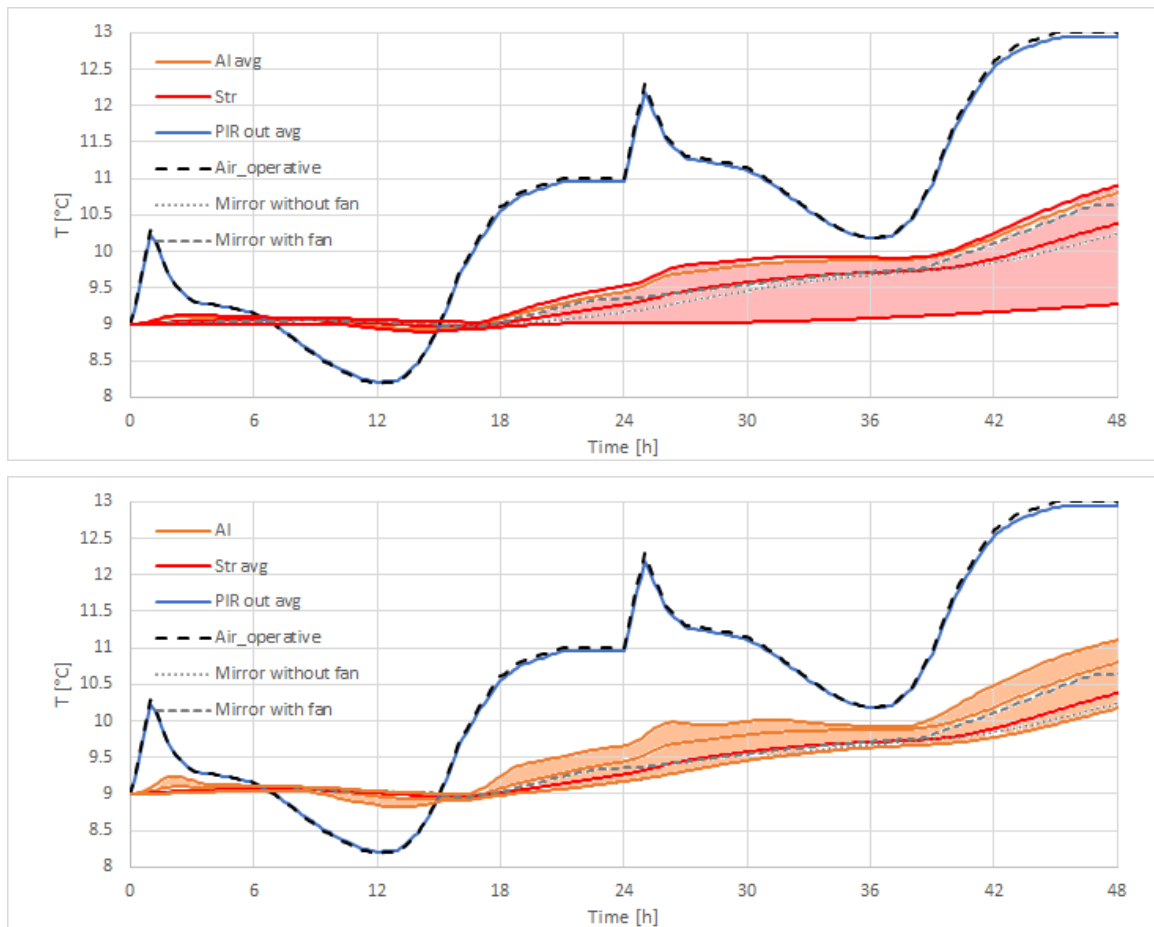 13
12.5
12
11.5
11
10.5
10
9.5
9
8.5
8
T [°C]
Al avg
Str
PIR out avg
Air_operative
Mirror without fan
Mirror with fan
0 6 12 18 24 30 36 42 48
Time [h]
13
12.5
12
11.5
11
10.5
10
9.5
9
8.5
8
T [°C]
Al
Str avg
PIR out avg
Air_operative
Mirror without fan
Mirror with fan
0 6 12 18 24 30 36 42 48
Time [h]